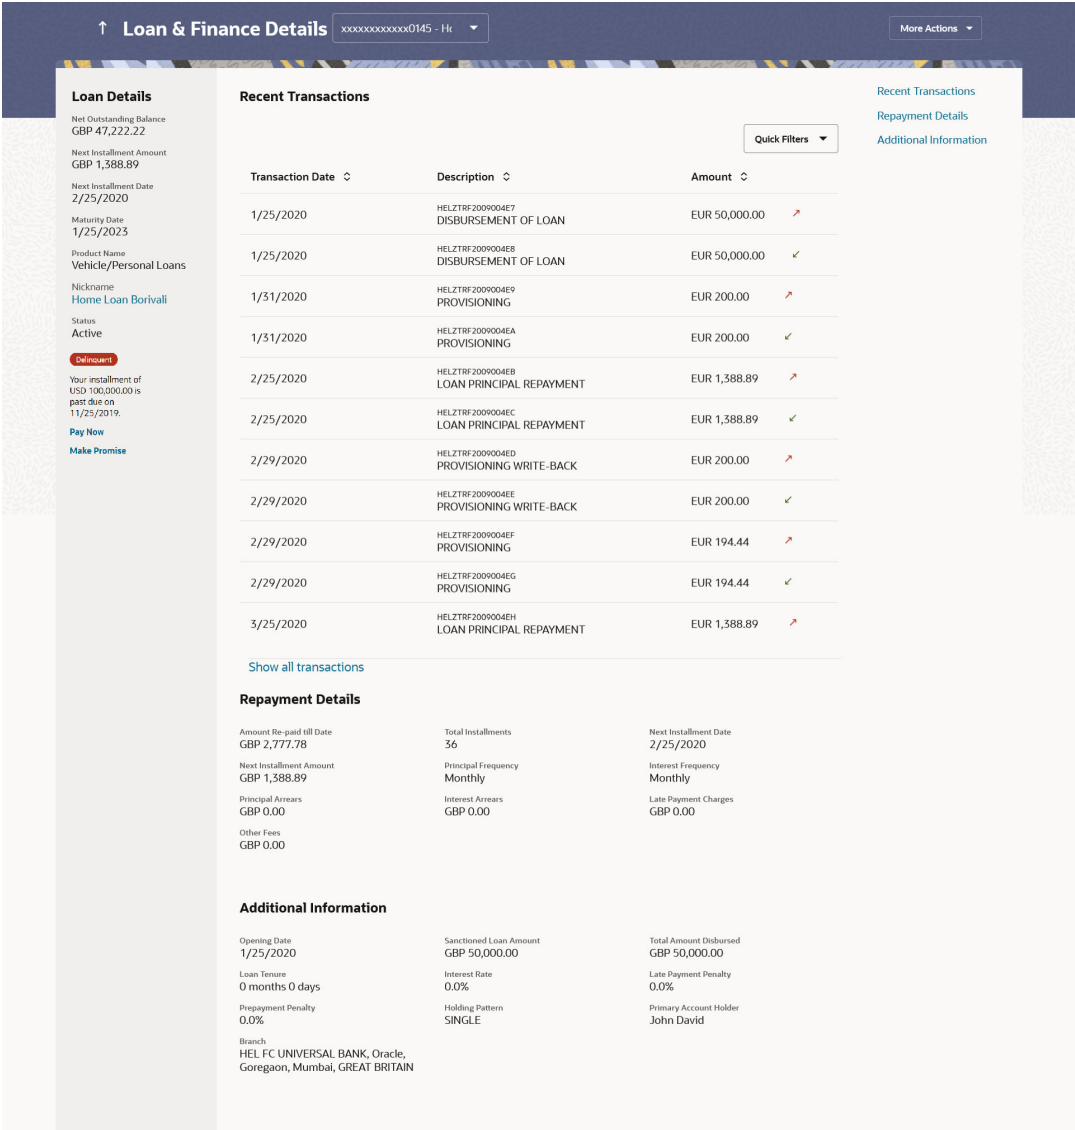 ↑ Loan & Finance Details xxxxxxxxxxxx0145 - Hc
More Actions
Loan Details
Net Outstanding Balance
GBP 47,222.22
Next Installment Amount
GBP 1,388.89
Next Installment Date
2/25/2020
Maturity Date
1/25/2023
Product Name
Vehicle/Personal Loans
Nickname
Home Loan Borivali
Status
Active
Delinquent
Your installment of
USD 100,000.00 is
past due on
11/25/2019.
Pay Now
Make Promise
Recent Transactions
Quick Filters
Transaction Date Description Amount
HELZTRF2009004E7
1/25/2020 DISBURSEMENT OF LOAN EUR 50,000.00 ↗
HELZTRF2009004E8
1/25/2020 DISBURSEMENT OF LOAN EUR 50,000.00 ↙
HELZTRF2009004E9
1/31/2020 PROVISIONING EUR 200.00 ↗
HELZTRF2009004EA
1/31/2020 PROVISIONING EUR 200.00 ↙
HELZTRF2009004EB
2/25/2020 LOAN PRINCIPAL REPAYMENT EUR 1,388.89 ↗
HELZTRF2009004EC
2/25/2020 LOAN PRINCIPAL REPAYMENT EUR 1,388.89 ↙
HELZTRF2009004ED
2/29/2020 PROVISIONING WRITE-BACK EUR 200.00 ↗
HELZTRF2009004EE
2/29/2020 PROVISIONING WRITE-BACK EUR 200.00 ↙
HELZTRF2009004EF
2/29/2020 PROVISIONING EUR 194.44 ↗
HELZTRF2009004EG
2/29/2020 PROVISIONING EUR 194.44 ↙
HELZTRF2009004EH
3/25/2020 LOAN PRINCIPAL REPAYMENT EUR 1,388.89 ↗
Show all transactions
Repayment Details
Amount Re-paid till Date Total Installments Next Installment Date
GBP 2,777.78 36 2/25/2020
Next Installment Amount Principal Frequency Interest Frequency
GBP 1,388.89 Monthly Monthly
Principal Arrears Interest Arrears Late Payment Charges
GBP 0.00 GBP 0.00 GBP 0.00
Other Fees
GBP 0.00
Additional Information
Opening Date Sanctioned Loan Amount Total Amount Disbursed
1/25/2020 GBP 50,000.00 GBP 50,000.00
Loan Tenure Interest Rate Late Payment Penalty
0 months 0 days 0.0% 0.0%
Prepayment Penalty Holding Pattern Primary Account Holder
0.0% SINGLE John David
Branch
HEL FC UNIVERSAL BANK, Oracle,
Goregaon, Mumbai, GREAT BRITAIN
Recent Transactions
Repayment Details
Additional Information